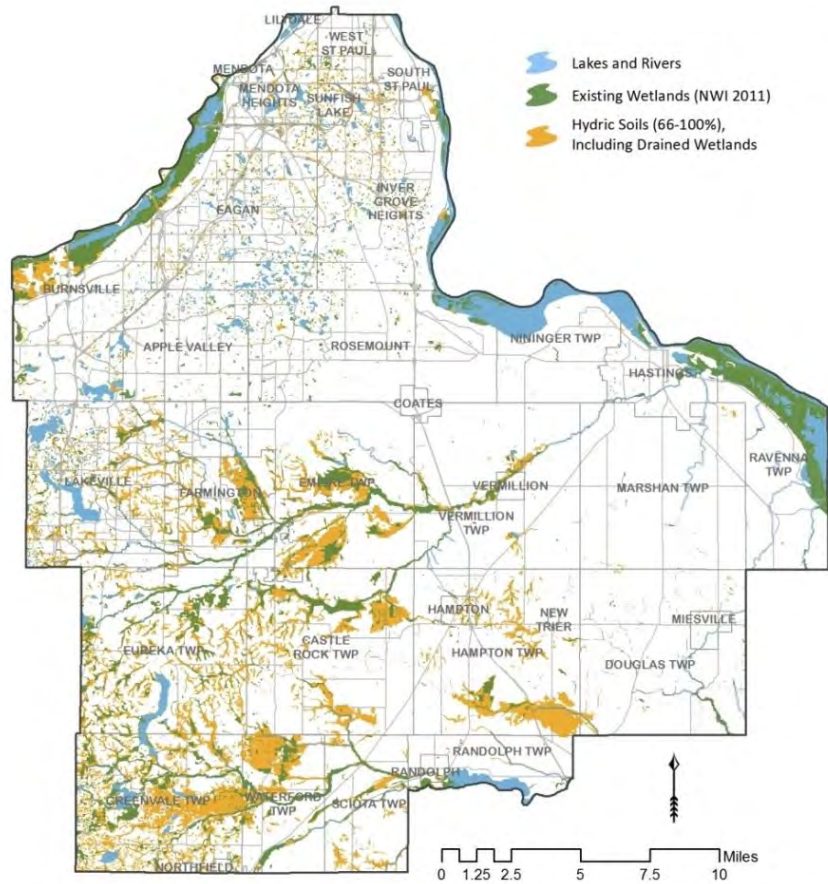 LILYDALE
WEST
ST PAUL
MENDOTA
MENDOTA
HEIGHTS
SOUTH
ST PAUL
SUNFISH
LAKE
Lakes and Rivers
Existing Wetlands (NWI 2011)
Hydric Soils (66-100%),
Including Drained Wetlands
INVER
GROVE
HEIGHTS
EAGAN
BURNSVILLE
APPLE VALLEY
ROSEMOUNT
NININGER TWP
HASTINGS
COATES
RAVENNA
TWP
LAKEVILLE
FARMINGTON
EMPIRE TWP
VERMILLION
MARSHAN TWP
VERMILLION
TWP
HAMPTON
NEW
TRIER
MIESVILLE
EUREKA TWP
CASTLE
ROCK TWP
HAMPTON TWP
DOUGLAS TWP
RANDOLPH TWP
RANDOLPH
GREENVALE TWP
WATERFORD
TWP
SCIOTA TWP
NORTHFIELD
Miles
0 1.25 2.5 5 7.5 10